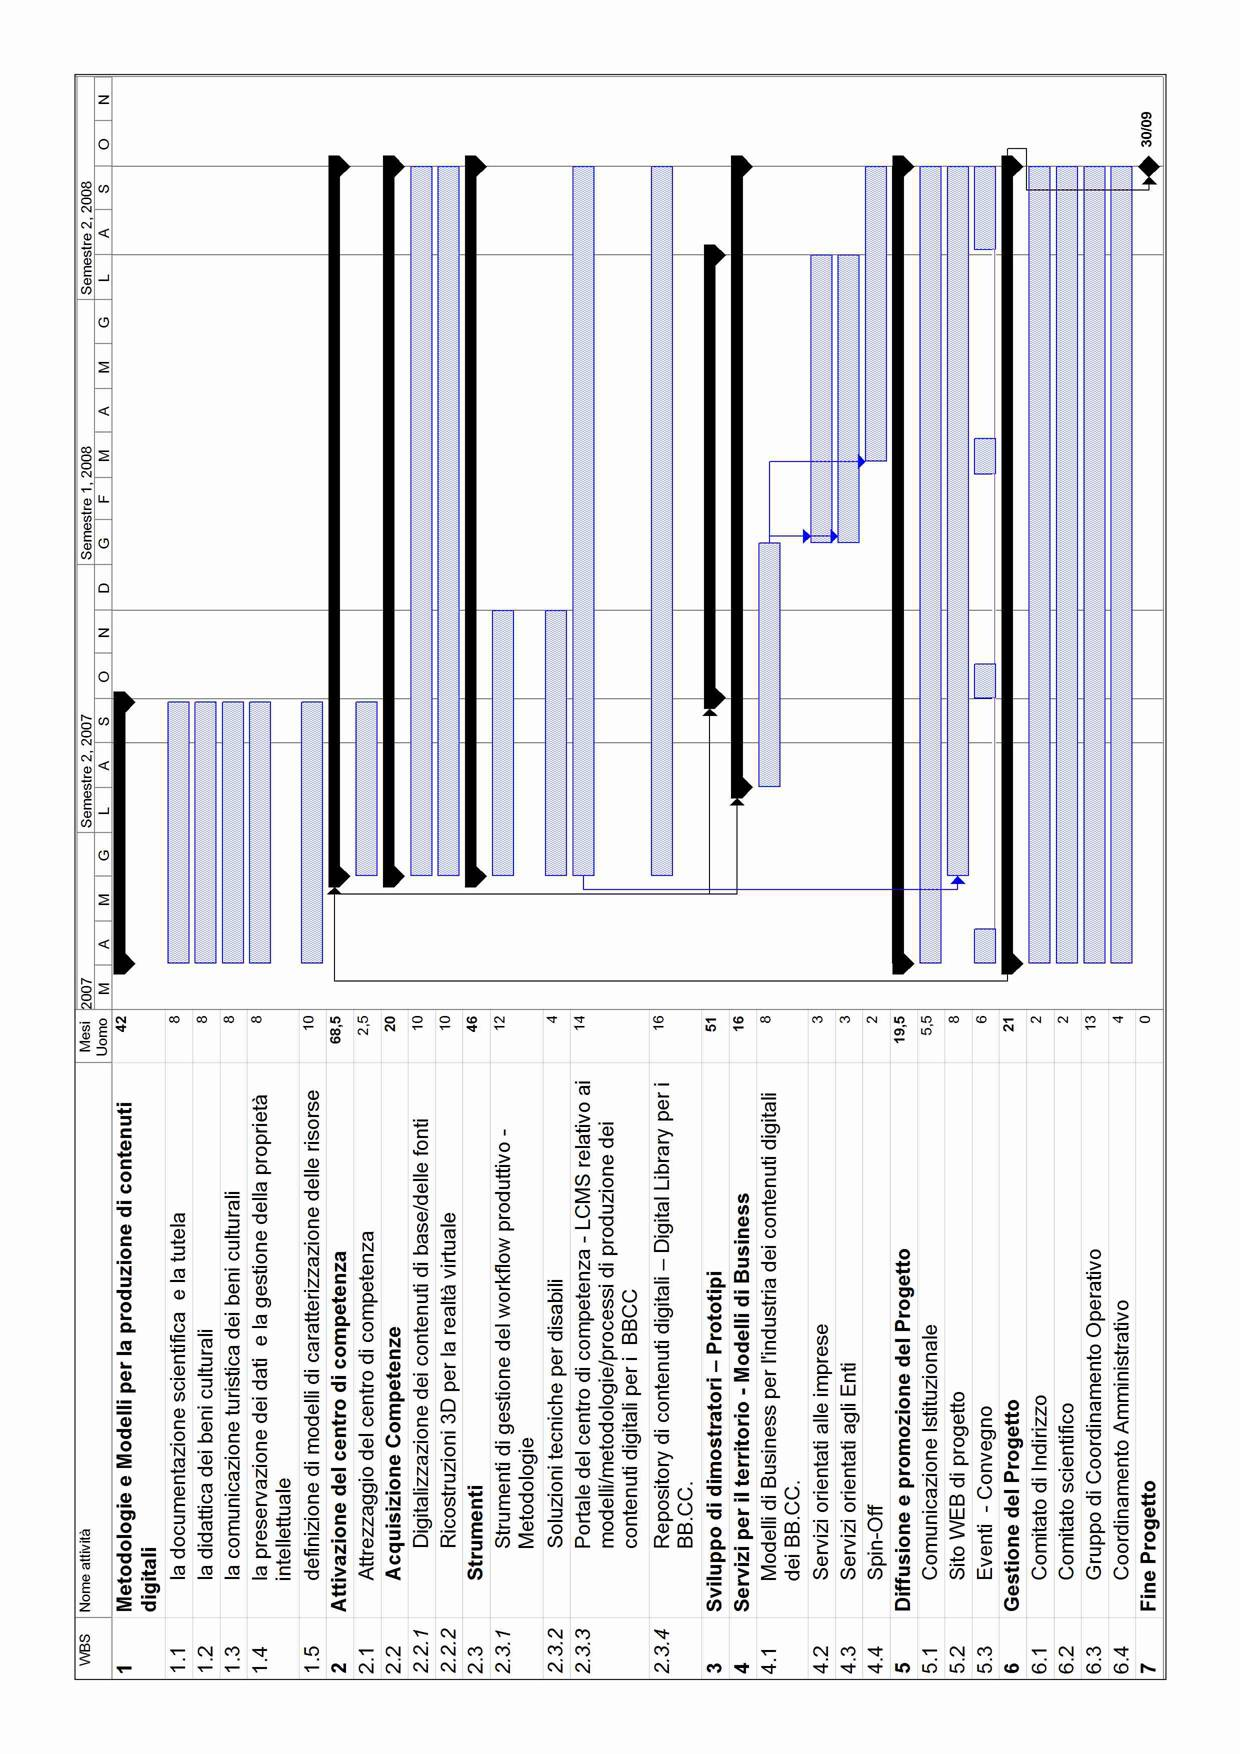 WBS Nome attività Mesi Uomo 2007 Semestre 2, 2007 Semestre 1, 2008 Semestre 2, 2008
M A M G L A S O N D G F M A M G L A S O N
1 Metodologie e Modelli per la produzione di contenuti 42
digitali
1.1 la documentazione scientifica e la tutela 8
1.2 la didattica dei beni culturali 8
1.3 la comunicazione turistica dei beni culturali 8
1.4 la preservazione dei dati e la gestione della proprietà 8
intellettuale
1.5 definizione di modelli di caratterizzazione delle risorse 10
2 Attivazione del centro di competenza 68,5
2.1 Attrezzaggio del centro di competenza 2,5
2.2 Acquisizione Competenze 20
2.2.1 Digitalizzazione dei contenuti di base/delle fonti 10
2.2.2 Ricostruzioni 3D per la realtà virtuale 10
2.3 Strumenti 46
2.3.1 Strumenti di gestione del workflow produttivo - 12
Metodologie
2.3.2 Soluzioni tecniche per disabili 4
2.3.3 Portale del centro di competenza - LCMS relativo ai 14
modelli/metodologie/processi di produzione dei
contenuti digitali per i BBCC
2.3.4 Repository di contenuti digitali – Digital Library per i 16
BB.CC.
3 Sviluppo di dimostratori – Prototipi 51
4 Servizi per il territorio - Modelli di Business 16
4.1 Modelli di Business per l'industria dei contenuti digitali 8
dei BB.CC.
4.2 Servizi orientati alle imprese 3
4.3 Servizi orientati agli Enti 3
4.4 Spin-Off 2
5 Diffusione e promozione del Progetto 19,5
5.1 Comunicazione Istituzionale 5,5
5.2 Sito WEB di progetto 8
5.3 Eventi - Convegno 6
6 Gestione del Progetto 21
6.1 Comitato di Indirizzo 2
6.2 Comitato scientifico 2
6.3 Gruppo di Coordinamento Operativo 13
6.4 Coordinamento Amministrativo 4
7 Fine Progetto 0 30/09